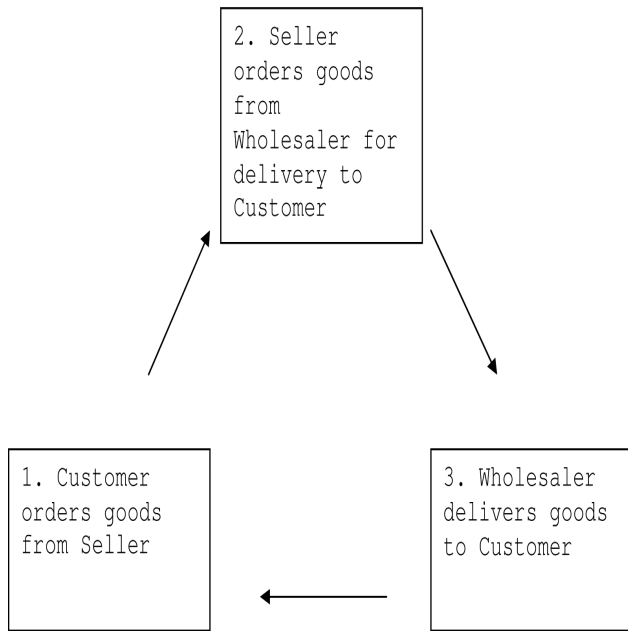 2. Seller
orders goods
from
Wholesaler for
delivery to
Customer
1. Customer
orders goods
from Seller
3. Wholesaler
delivers goods
to Customer